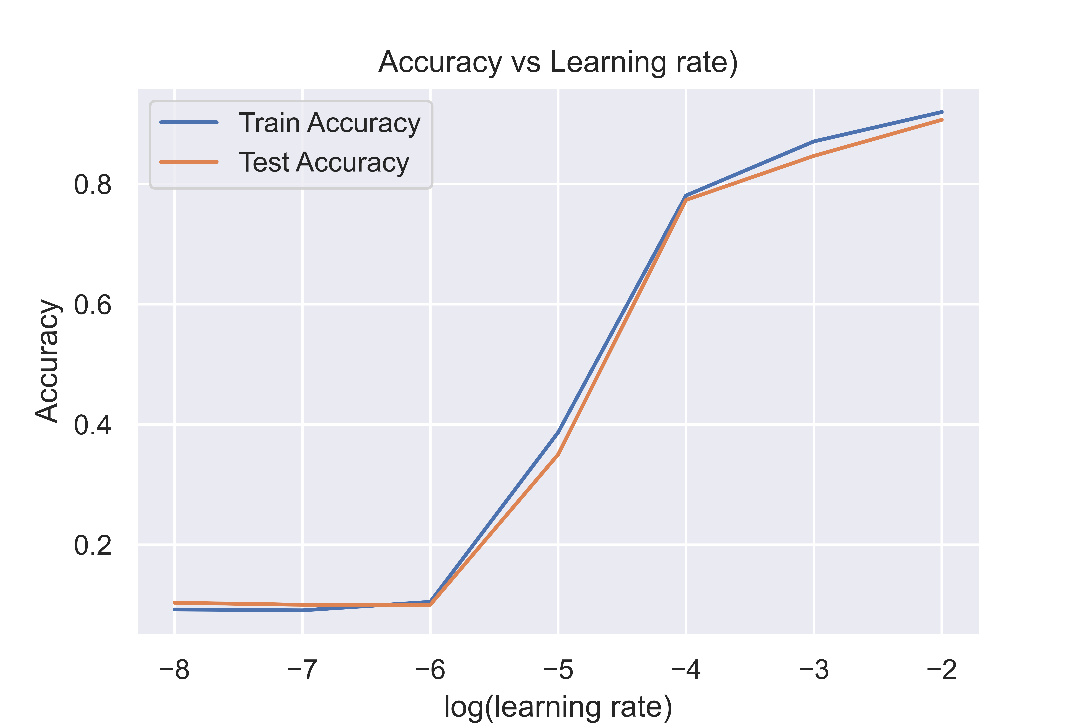 Accuracy vs Learning rate)
Train Accuracy
Test Accuracy
Accuracy
0.8
0.6
0.4
0.2
−8 −7 −6 −5 −4 −3 −2
log(learning rate)